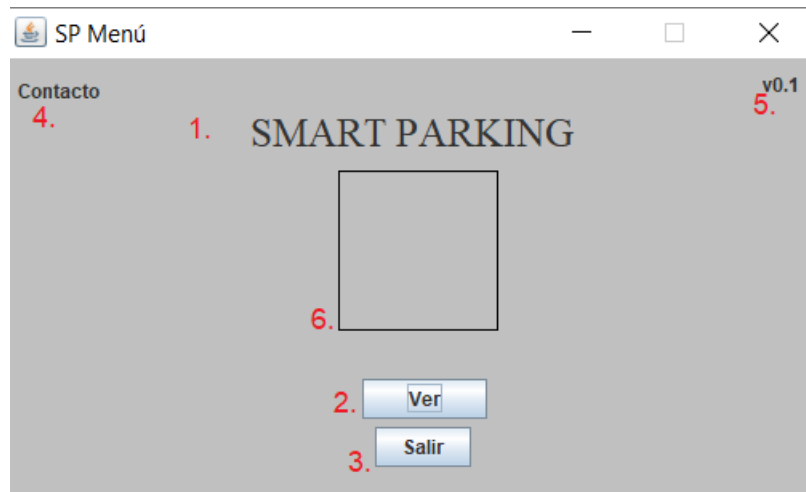 SP Menú
Contacto
v0.1
4.
5.
1. SMART PARKING
6.
2. Ver
3. Salir